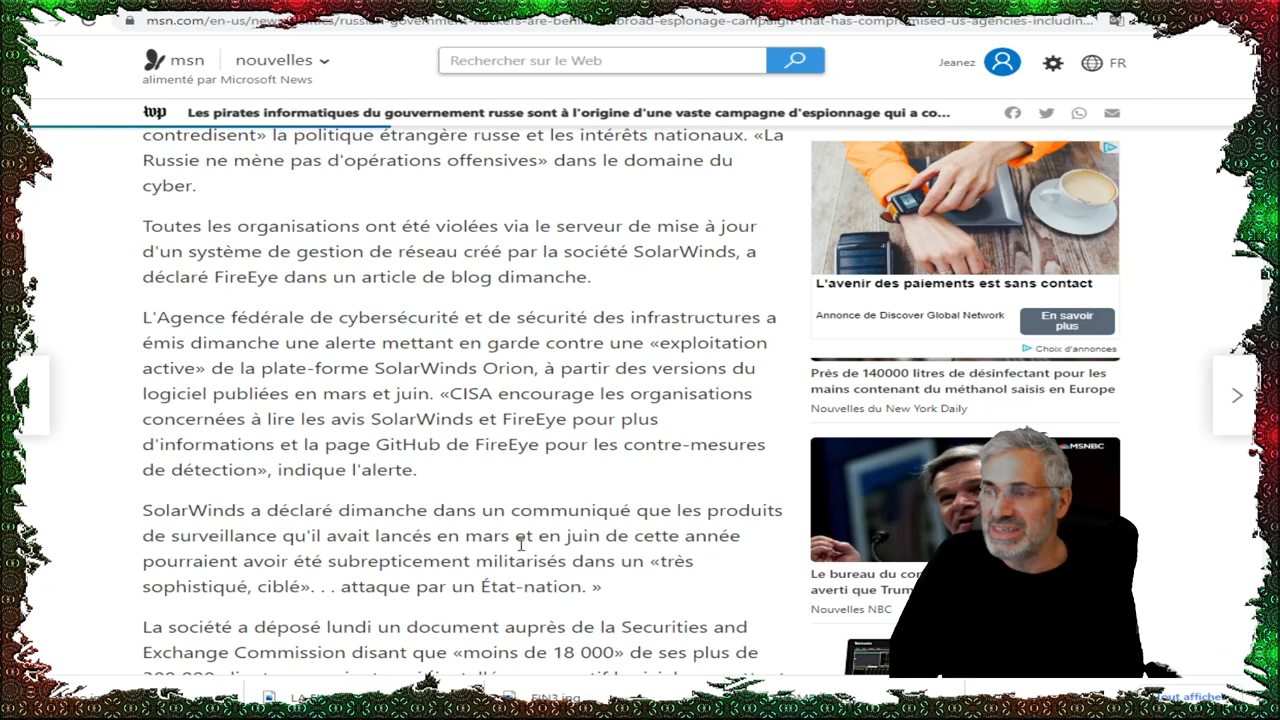 msn.com/en-us/news/politics/russian-government-hackers-are-behind-a-broad-espionage-campaign-that-has-compromised-us-agencies-includin...
msn nouvelles
alimenté par Microsoft News
Rechercher sur le Web
Jeanez
FR
wp Les pirates informatiques du gouvernement russe sont à l'origine d'une vaste campagne d'espionnage qui a co...
contredisent» la politique étrangère russe et les intérêts nationaux. «La
Russie ne mène pas d'opérations offensives» dans le domaine du
cyber.
Toutes les organisations ont été violées via le serveur de mise à jour
d'un système de gestion de réseau créé par la société SolarWinds, a
déclaré FireEye dans un article de blog dimanche.
L'Agence fédérale de cybersécurité et de sécurité des infrastructures a
émis dimanche une alerte mettant en garde contre une «exploitation
active» de la plate-forme SolarWinds Orion, à partir des versions du
logiciel publiées en mars et juin. «CISA encourage les organisations
concernées à lire les avis SolarWinds et FireEye pour plus
d'informations et la page GitHub de FireEye pour les contre-mesures
de détection», indique l'alerte.
SolarWinds a déclaré dimanche dans un communiqué que les produits
de surveillance qu'il avait lancés en mars et en juin de cette année
pourraient avoir été subrepticement militarisés dans un «très
sophistiqué, ciblé». . . attaque par un État-nation. »
La société a déposé lundi un document auprès de la Securities and
Exchange Commission disant que «moins de 18 000» de ses plus de
L'avenir des paiements est sans contact
Annonce de Discover Global Network
En savoir
plus
Choix d'annonces
Près de 140000 litres de désinfectant pour les
mains contenant du méthanol saisis en Europe
Nouvelles du New York Daily
MSNBC
Le bureau du
averti que
Nouvelles NBC
FIN3.jpg
tout affiche